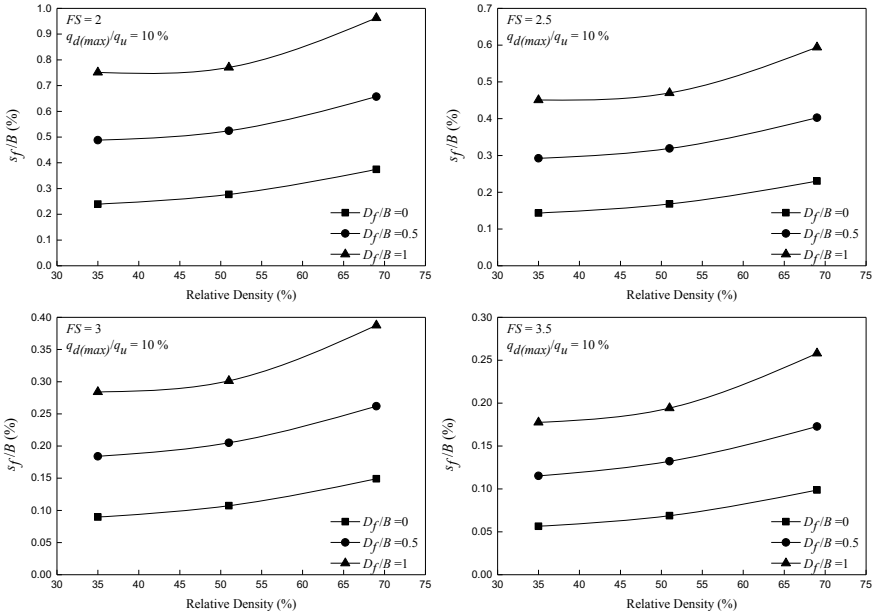 FS = 2
q_d(max)/q_u = 10 %
s_f/B (%)
1.0
0.9
0.8
0.7
0.6
0.5
0.4
0.3
0.2
0.1
0.0
D_f/B =0
D_f/B =0.5
D_f/B =1
30 35 40 45 50 55 60 65 70 75
Relative Density (%)
FS = 2.5
q_d(max)/q_u = 10 %
s_f/B (%)
0.7
0.6
0.5
0.4
0.3
0.2
0.1
0.0
D_f/B =0
D_f/B =0.5
D_f/B =1
30 35 40 45 50 55 60 65 70 75
Relative Density (%)
FS = 3
q_d(max)/q_u = 10 %
s_f/B (%)
0.40
0.35
0.30
0.25
0.20
0.15
0.10
0.05
0.00
D_f/B =0
D_f/B =0.5
D_f/B =1
30 35 40 45 50 55 60 65 70 75
Relative Density (%)
FS = 3.5
q_d(max)/q_u = 10 %
s_f/B (%)
0.30
0.25
0.20
0.15
0.10
0.05
0.00
D_f/B =0
D_f/B =0.5
D_f/B =1
30 35 40 45 50 55 60 65 70 75
Relative Density (%)